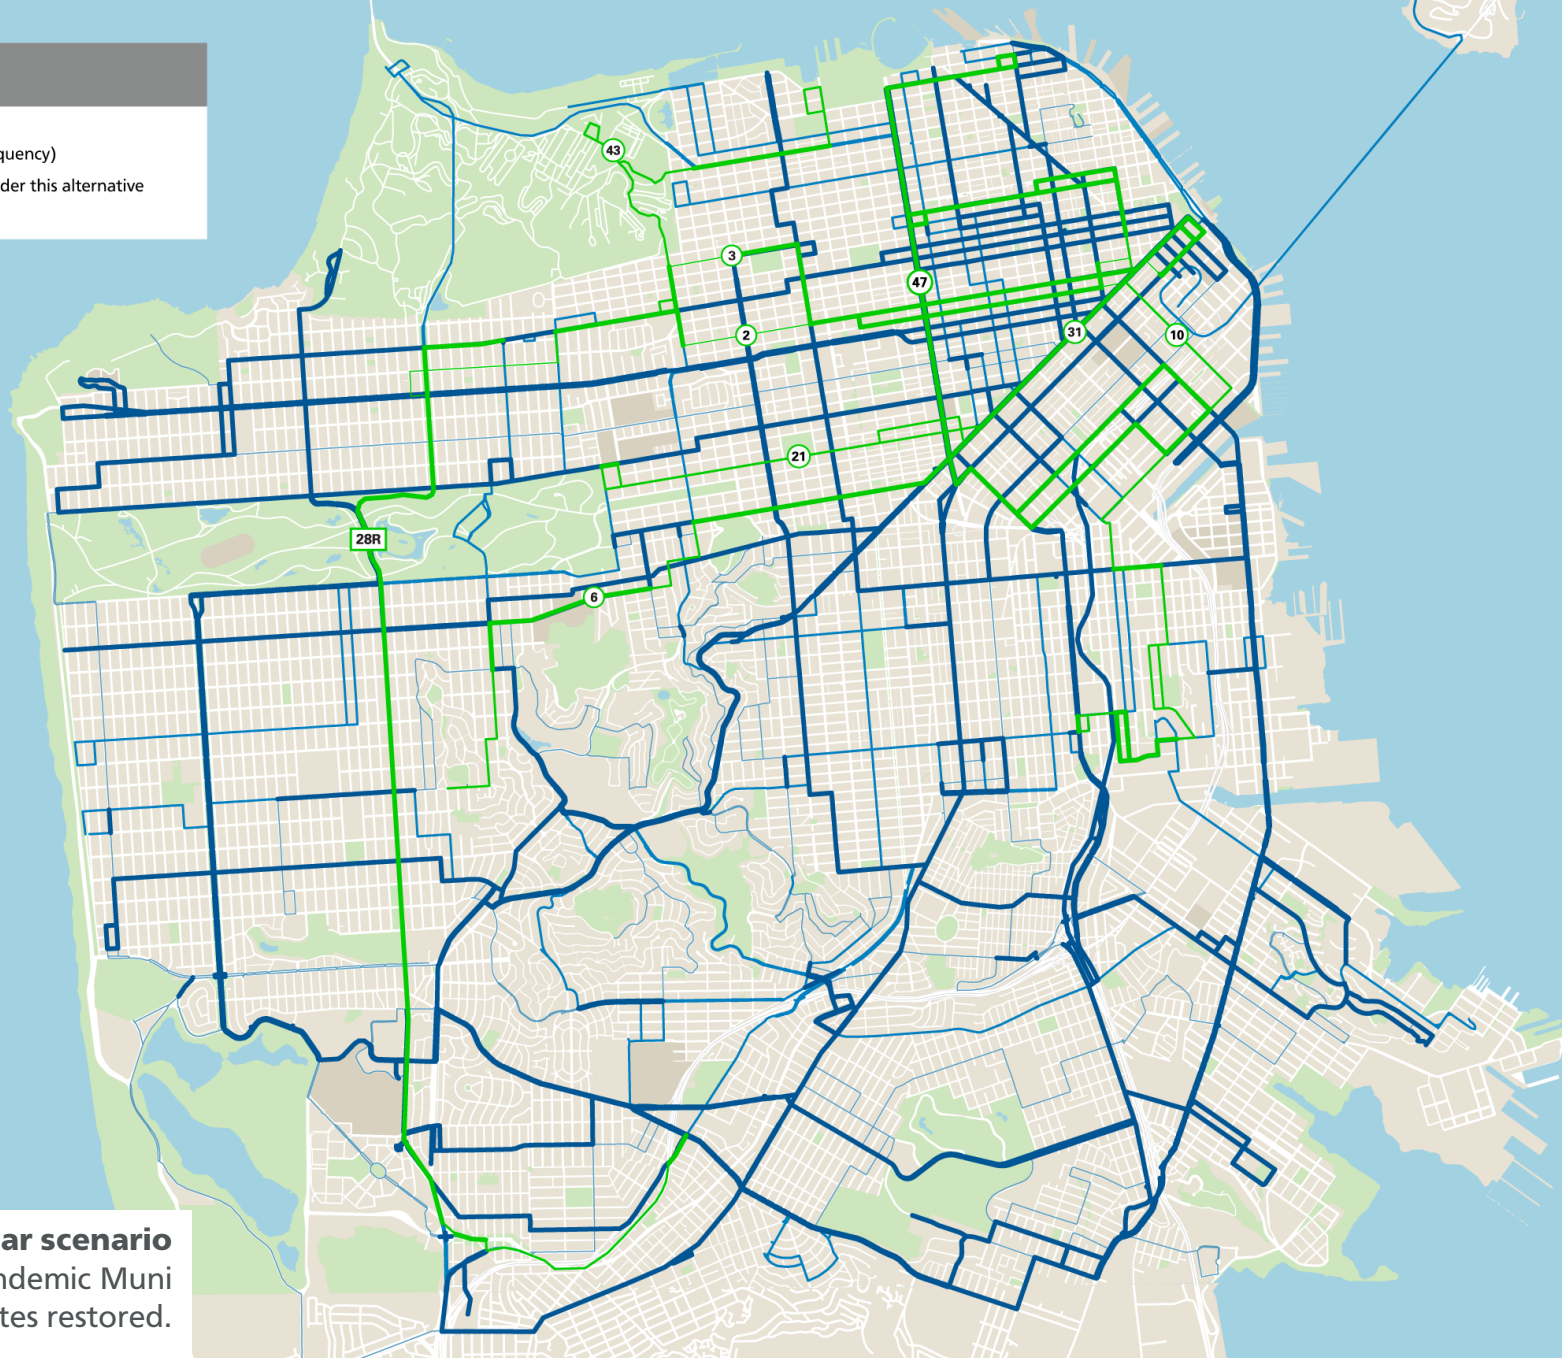 quency)
der this alternative
43
3
47
2
31
10
21
28R
6
ar scenario
ndemic Muni
tes restored.